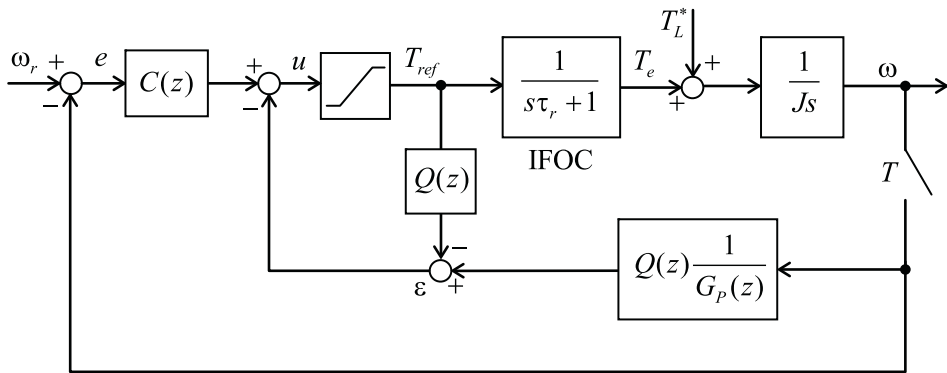 T_L^*
ω_r + e C(z) + u T_ref 1 T_e + 1 ω
− − sτ_r + 1 + Js
IFOC
Q(z) T
− Q(z) 1
ε + G_P(z)